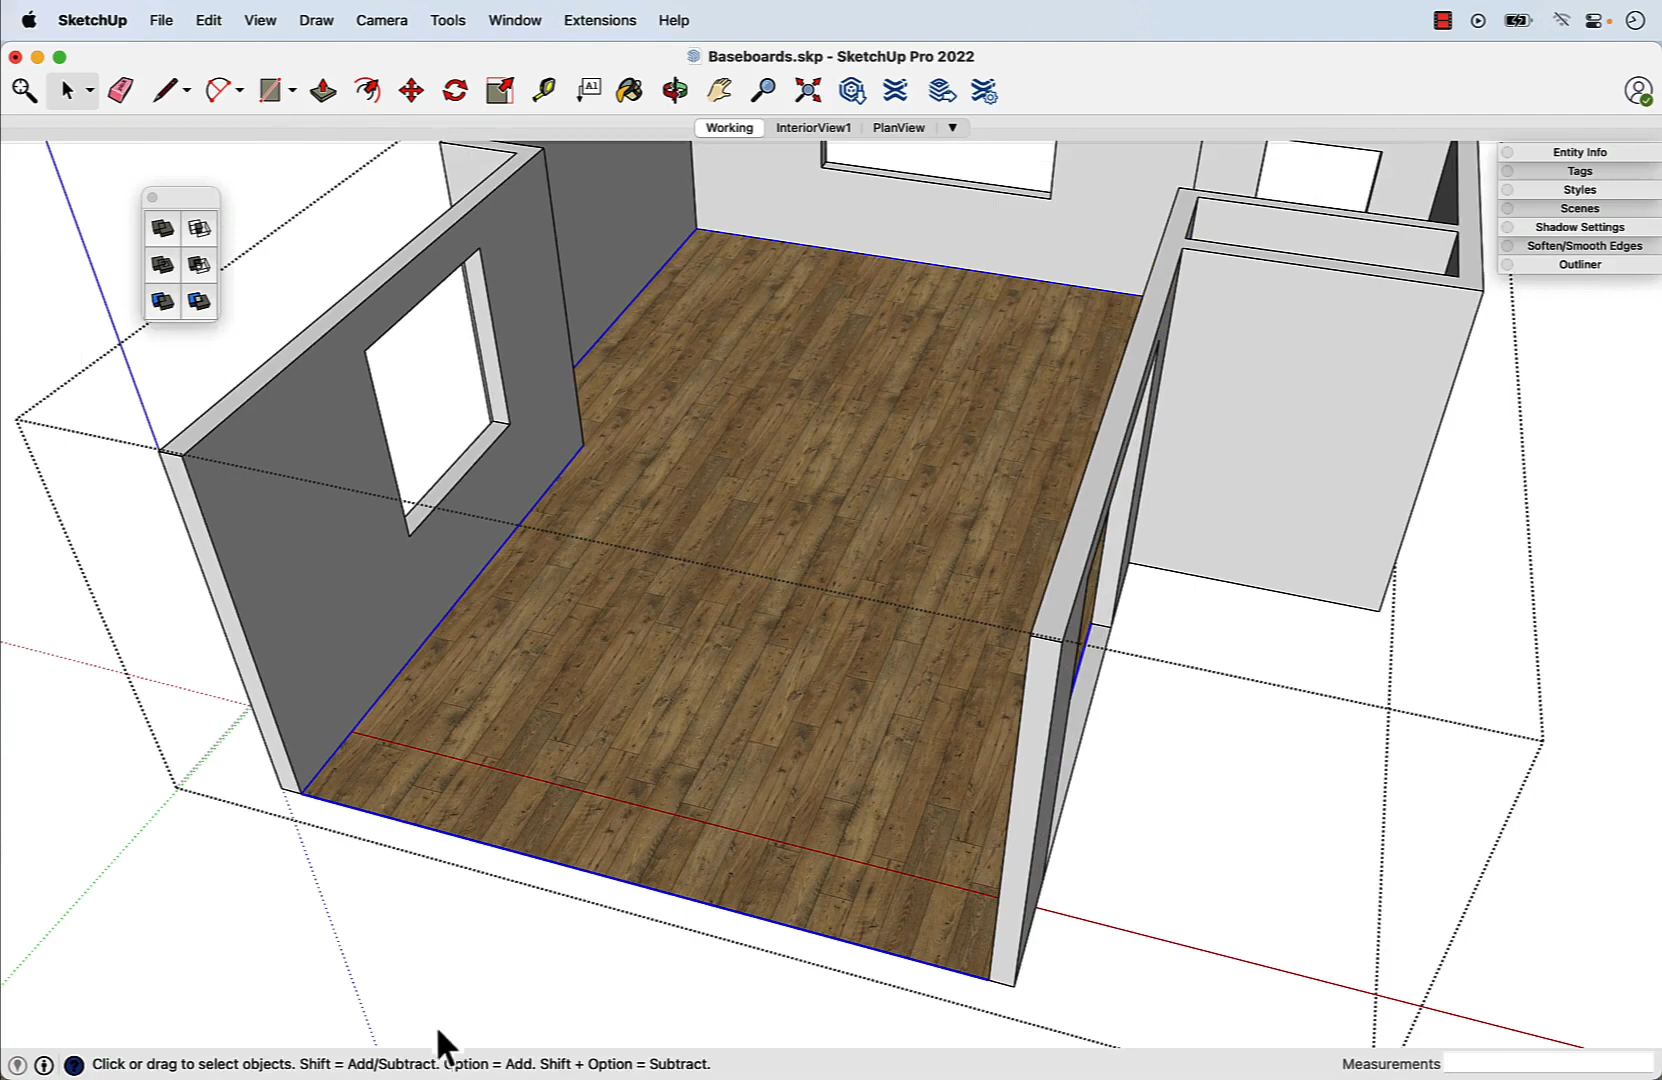 SketchUp File Edit View Draw Camera Tools Window Extensions Help
Baseboards.skp - SketchUp Pro 2022
A1
Working InteriorView1 PlanView
Entity Info
Tags
Styles
Scenes
Shadow Settings
Soften/Smooth Edges
Outliner
Click or drag to select objects. Shift = Add/Subtract. Option = Add. Shift + Option = Subtract.
Measurements